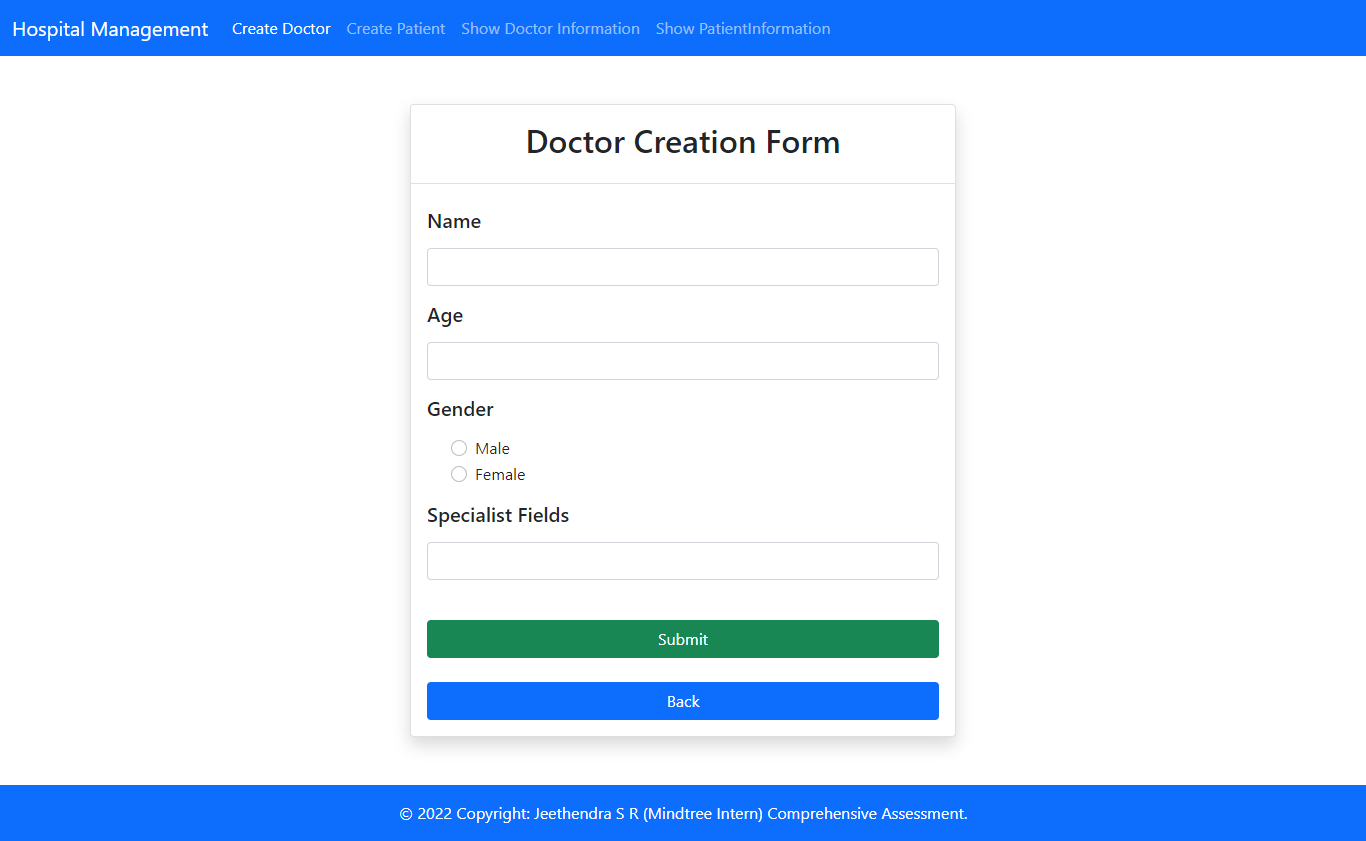 Hospital Management Create Doctor Create Patient Show Doctor Information Show PatientInformation
Doctor Creation Form
Name
Age
Gender
Male
Female
Specialist Fields
Submit
Back
© 2022 Copyright: Jeethendra S R (Mindtree Intern) Comprehensive Assessment.